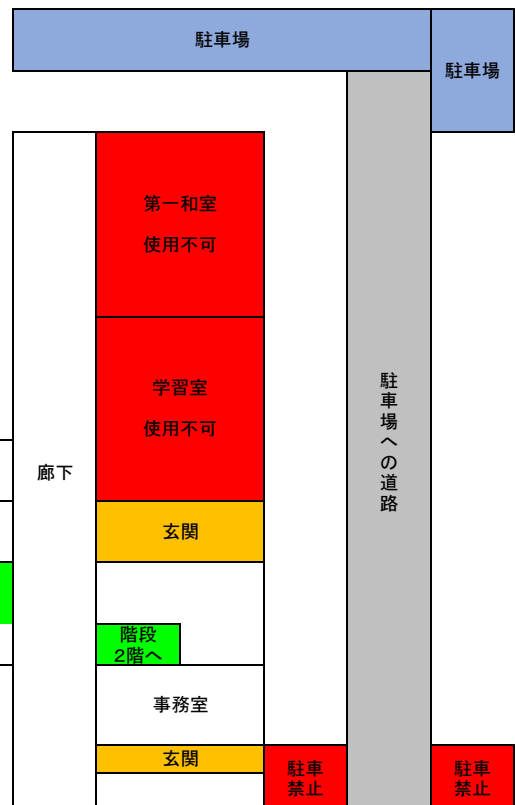 駐車場
駐車場
第一和室
使用不可
学習室
使用不可
駐車場への道路
廊下
玄関
階段
2階へ
事務室
玄関
駐車
禁止
駐車
禁止